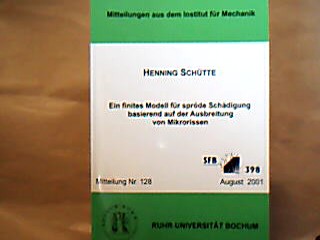 Mitteilungen aus dem Institut für Mechanik
HENNING SCHÜTTE
Ein finites Modell für spröde Schädigung
basierend auf der Ausbreitung
von Mikrorissen
SFB 398
Mitteilung Nr. 128 August 2001
RUHR-UNIVERSITÄT BOCHUM